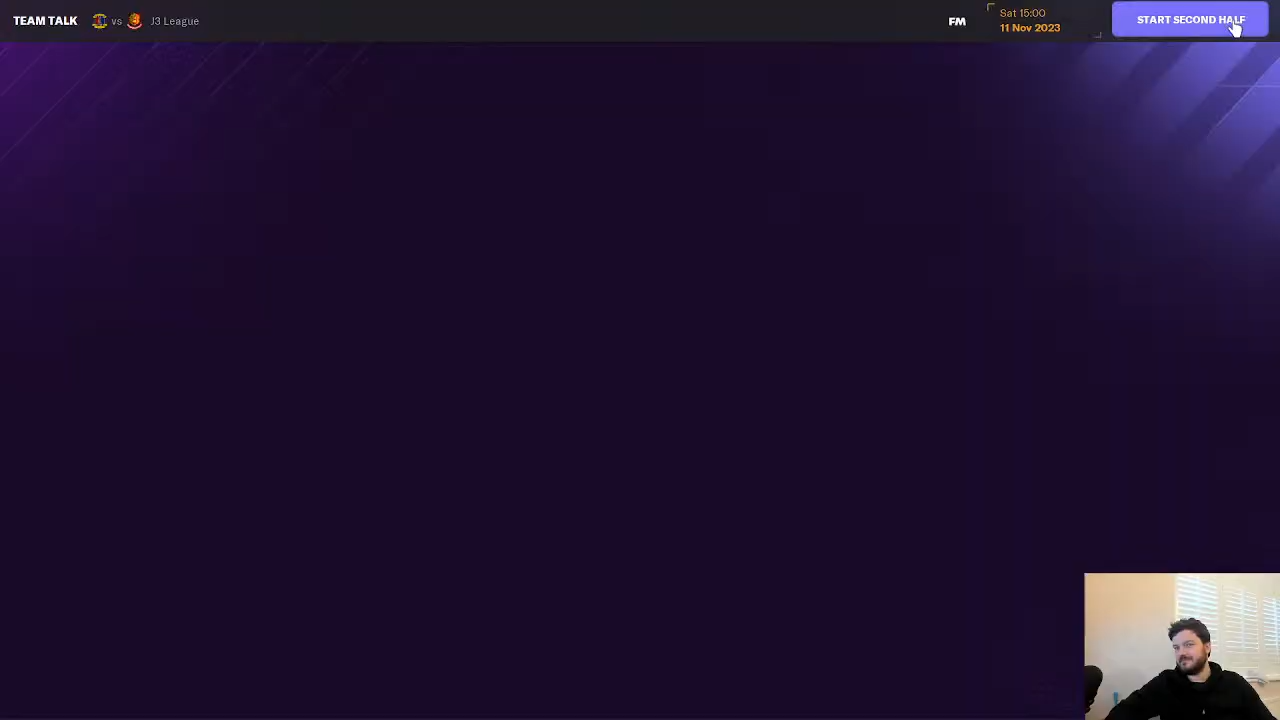 TEAM TALK vs J3 League
FM
Sat 15:00
11 Nov 2023
START SECOND HALF